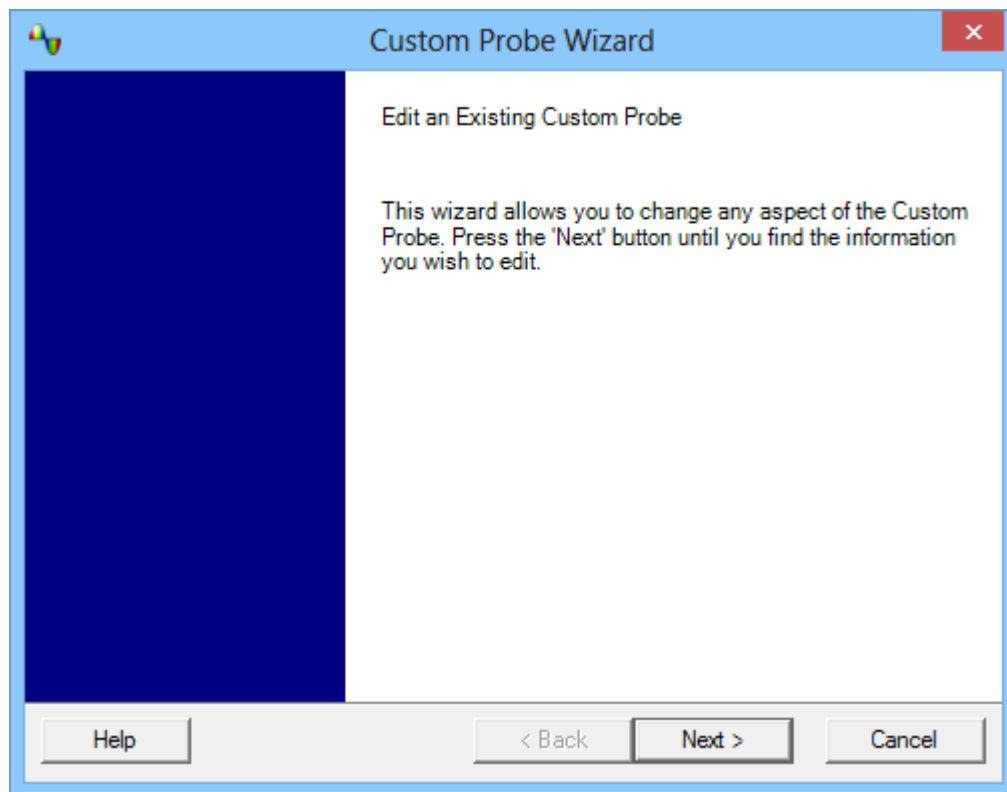 Custom Probe Wizard
Edit an Existing Custom Probe
This wizard allows you to change any aspect of the Custom
Probe. Press the 'Next' button until you find the information
you wish to edit.
Help
< Back
Next >
Cancel